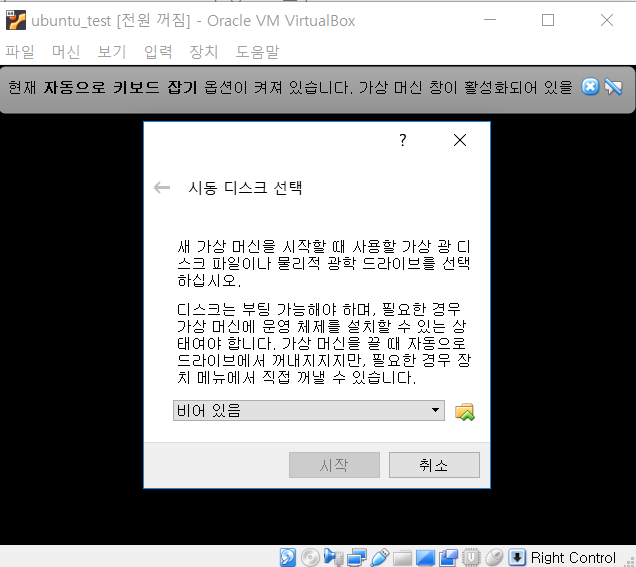 ubuntu_test [전원 꺼짐] - Oracle VM VirtualBox
파일 머신 보기 입력 장치 도움말
현재 자동으로 키보드 잡기 옵션이 켜져 있습니다. 가상 머신 창이 활성화되어 있을
?
시동 디스크 선택
새 가상 머신을 시작할 때 사용할 가상 광 디
스크 파일이나 물리적 광학 드라이브를 선택
하십시오.
디스크는 부팅 가능해야 하며, 필요한 경우
가상 머신에 운영 체제를 설치할 수 있는 상
태여야 합니다. 가상 머신을 끌 때 자동으로
드라이브에서 꺼내지지지만, 필요한 경우 장
치 메뉴에서 직접 꺼낼 수 있습니다.
비어 있음
시작 취소
Right Control